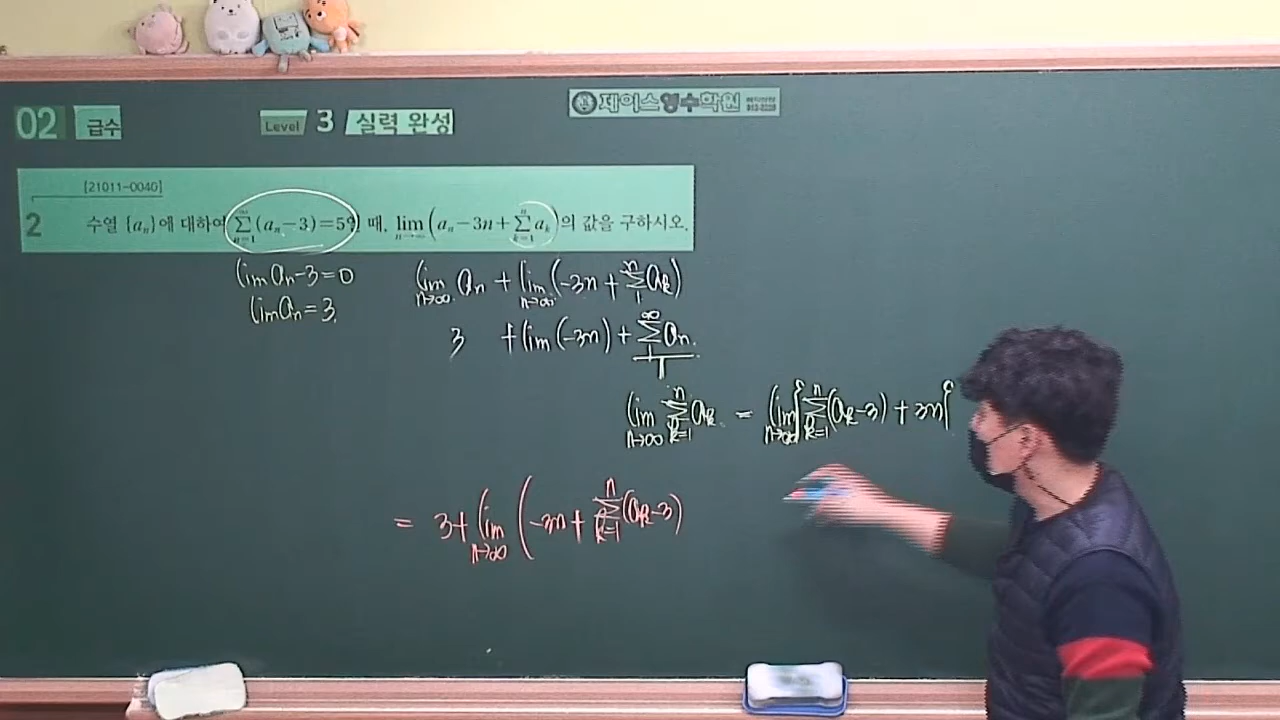 02 급수
Level 3 실력 완성
제이스영수학원
[21011-0040]
2 수열 {aₙ}에 대하여 ∑_{n=1}^{∞}(aₙ-3)=5일 때, lim_{n→∞}(aₙ-3n+∑_{k=1}^{n}aₖ)의 값을 구하시오.
lim aₙ-3=0
lim aₙ=3.
lim_{n→∞} aₙ + lim_{n→∞}(-3n + ∑_{1}^{n} aₖ)
3 + lim(-3n) + ∑_{1}^{∞} aₙ.
lim_{n→∞} ∑_{k=1}^{n} aₖ = lim_{n→∞}{∑_{k=1}^{n}(aₖ-3) + 3n}
= 3 + lim_{n→∞}(-3n + ∑_{k=1}^{n}(aₖ-3)